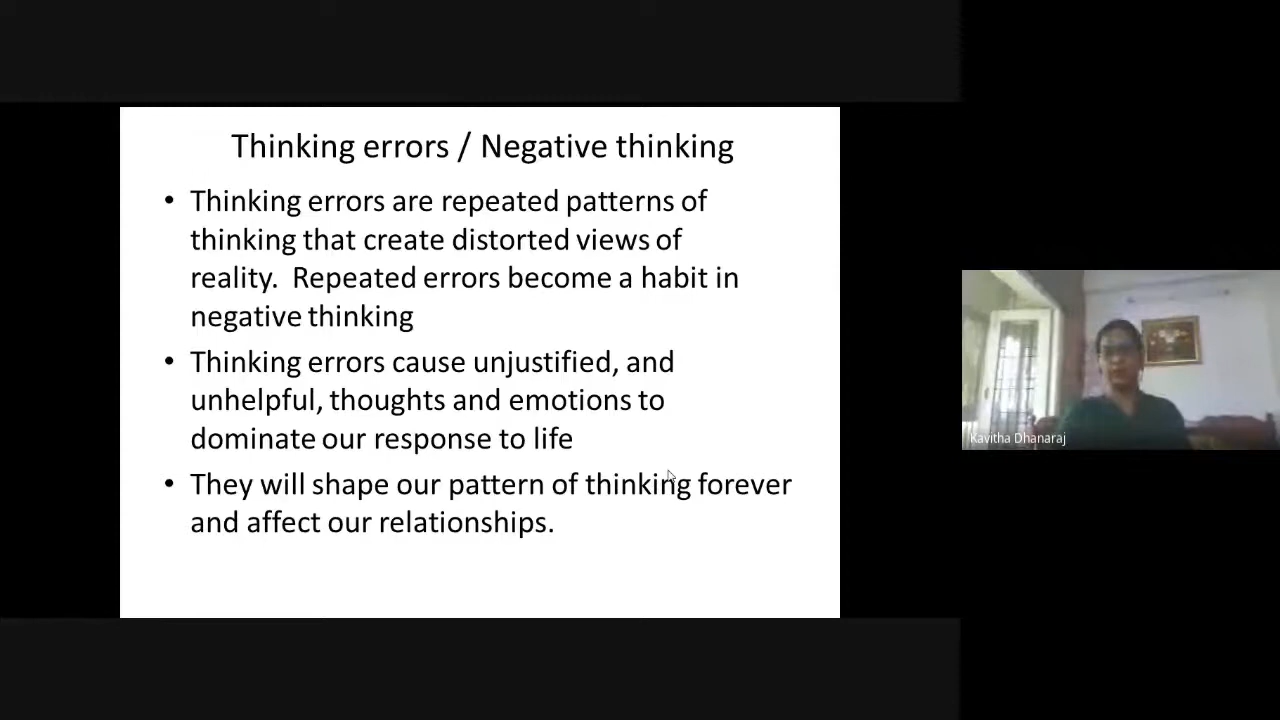 Thinking errors / Negative thinking
• Thinking errors are repeated patterns of
thinking that create distorted views of
reality.  Repeated errors become a habit in
negative thinking
• Thinking errors cause unjustified, and
unhelpful, thoughts and emotions to
dominate our response to life
• They will shape our pattern of thinking forever
and affect our relationships.
Kavitha Dhanaraj